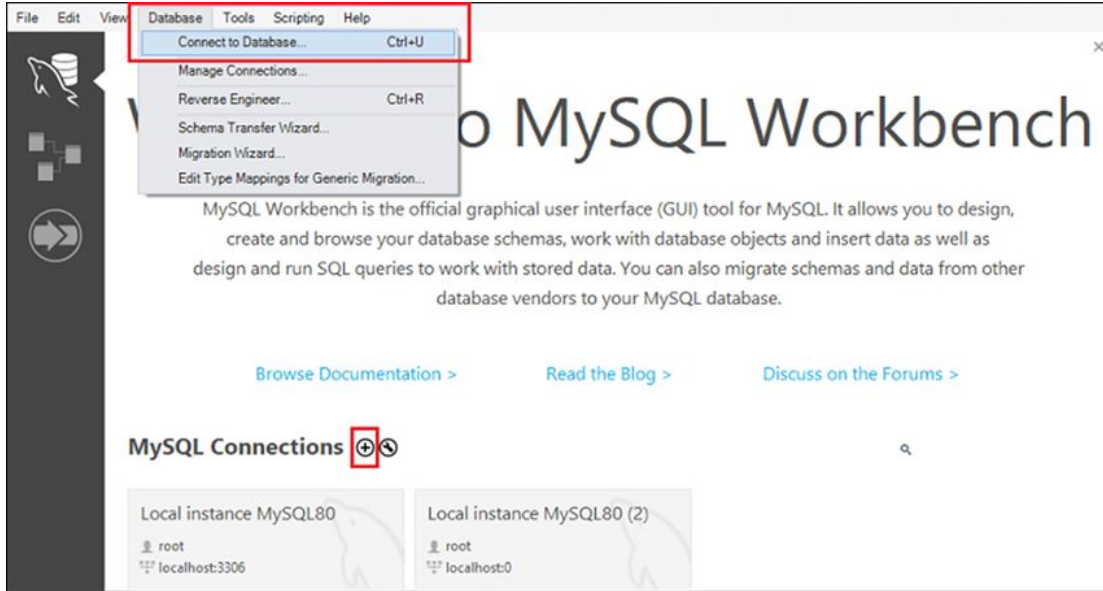 File Edit View Database Tools Scripting Help
Connect to Database... Ctrl+U
Manage Connections...
Reverse Engineer... Ctrl+R
Schema Transfer Wizard...
Migration Wizard...
Edit Type Mappings for Generic Migration...
o MySQL Workbench
MySQL Workbench is the official graphical user interface (GUI) tool for MySQL. It allows you to design,
create and browse your database schemas, work with database objects and insert data as well as
design and run SQL queries to work with stored data. You can also migrate schemas and data from other
database vendors to your MySQL database.
Browse Documentation > Read the Blog > Discuss on the Forums >
MySQL Connections
Local instance MySQL80 Local instance MySQL80 (2)
root root
localhost:3306 localhost:0